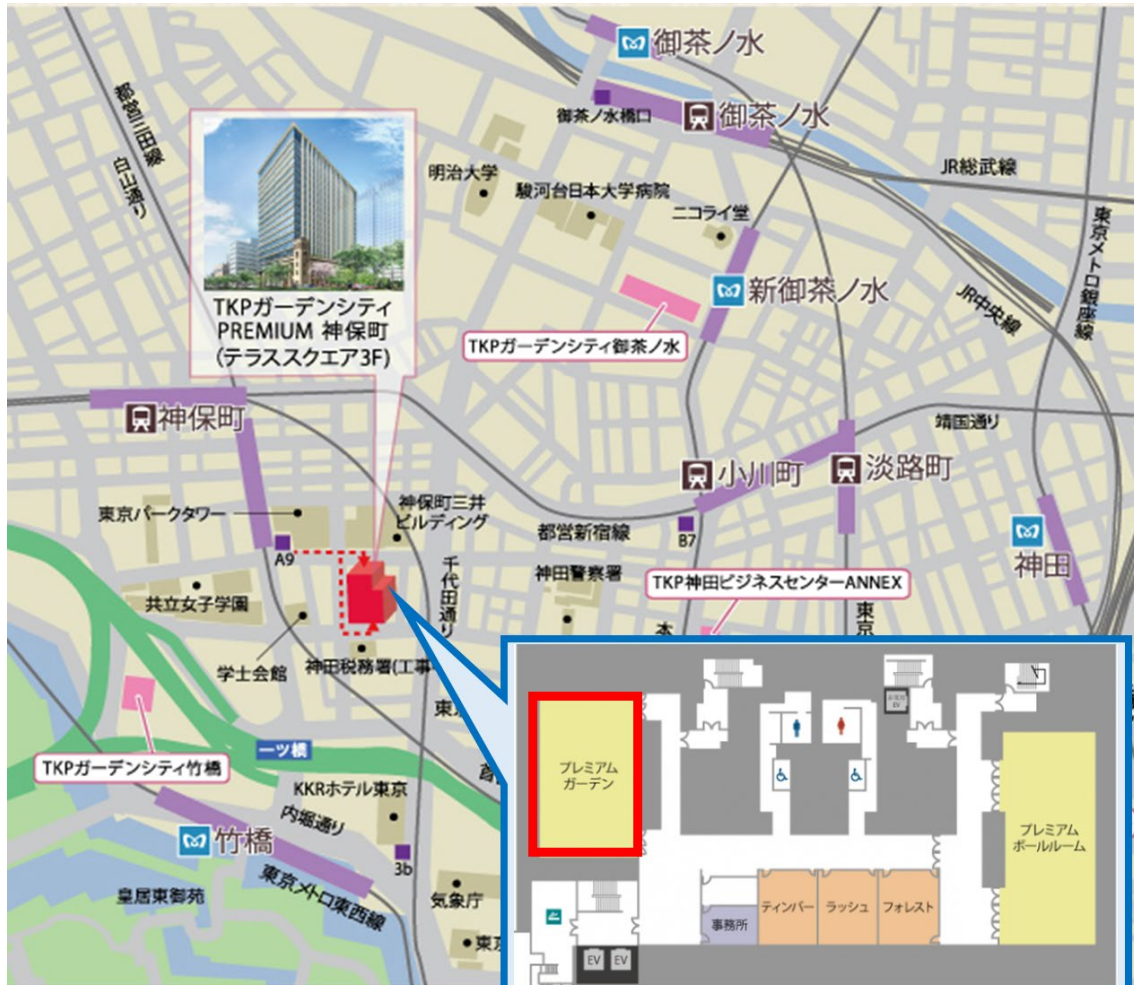 御茶ノ水
御茶ノ水橋口
御茶ノ水
都営三田線
白山通り
明治大学
駿河台日本大学病院
ニコライ堂
JR総武線
東京メトロ銀座線
JR中央線
新御茶ノ水
TKPガーデンシティ
PREMIUM 神保町
(テラススクエア3F)
TKPガーデンシティ御茶ノ水
神保町
靖国通り
小川町
淡路町
東京パークタワー
神保町三井
ビルディング
都営新宿線
B7
神田
A9
千代田通り
神田警察署
TKP神田ビジネスセンターANNEX
共立女子学園
学士会館
神田税務署(工事
本
東京
東
首
一ツ橋
TKPガーデンシティ竹橋
KKRホテル東京
内堀通り
竹橋
3b
皇居東御苑
東京メトロ東西線
気象庁
東
プレミアム
ガーデン
プレミアム
ボールルーム
事務所
ティンバー
ラッシュ
フォレスト
EV
EV
EV